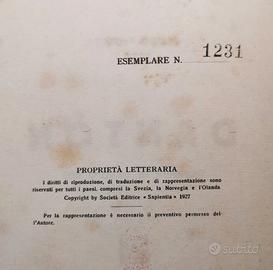 ESEMPLARE N. 1231
PROPRIETÀ LETTERARIA
I diritti di riproduzione, di traduzione e di rappresentazione sono
riservati per tutti i paesi, compresi la Svezia, la Norvegia e l'Olanda
Copyright by Società Editrice « Sapientia » 1927
Per la rappresentazione è necessario il preventivo permesso del-
l'Autore.
subito